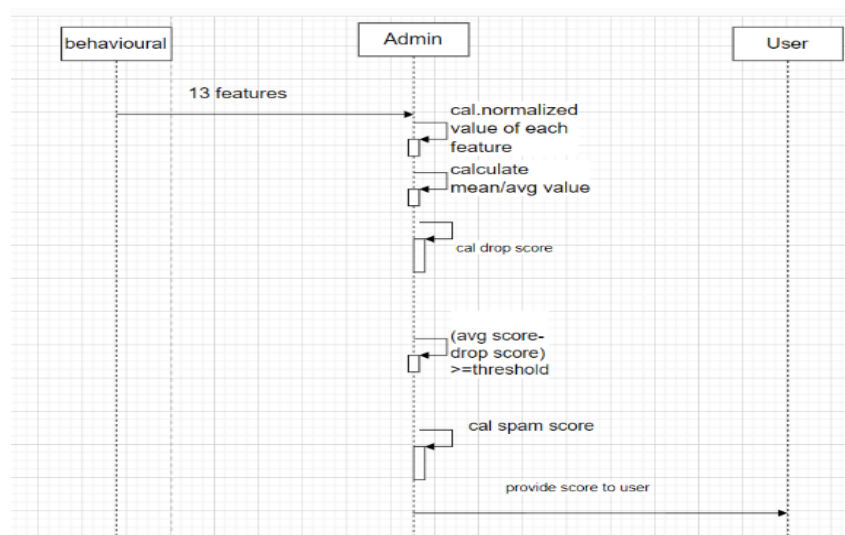 behavioural
Admin
User
13 features
cal.normalized
value of each
feature
calculate
mean/avg value
cal drop score
(avg score-
drop score)
>=threshold
cal spam score
provide score to user